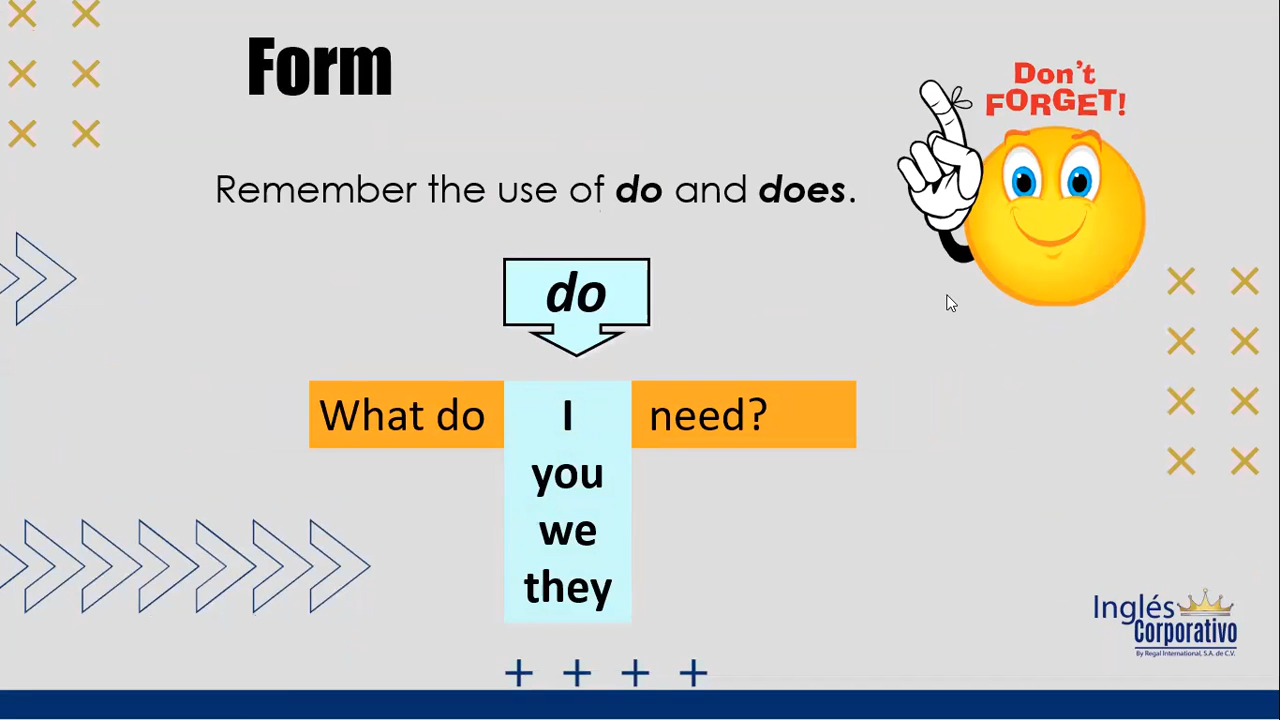 Form
Don't
FORGET!
Remember the use of do and does.
do
What do I need?
you
we
they
Inglés
Corporativo
By Regal International, S.A. de C.V.